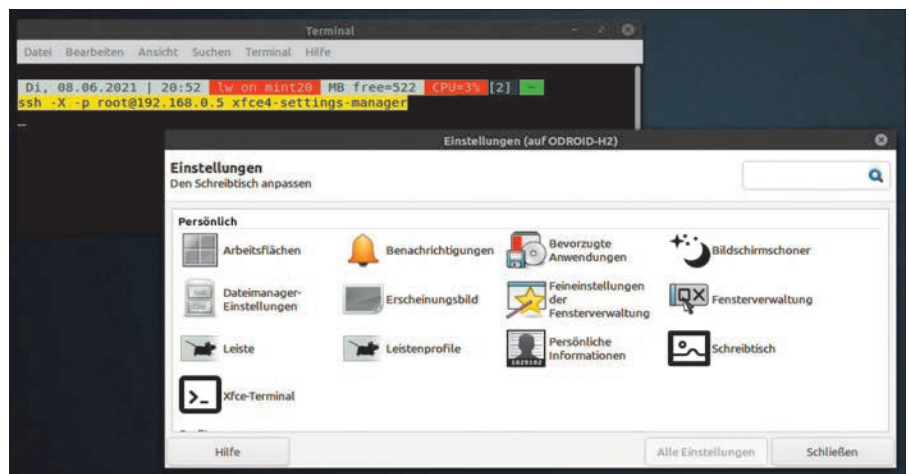 Terminal
Datei Bearbeiten Ansicht Suchen Terminal Hilfe
Di, 08.06.2021 | 20:52 lw on mint20 MB free=522 CPU=3% [2] ~
ssh -X -p root@192.168.0.5 xfce4-settings-manager
Einstellungen (auf ODROID-H2)
Einstellungen
Den Schreibtisch anpassen
Persönlich
Arbeitsflächen
Benachrichtigungen
Bevorzugte
Anwendungen
Bildschirmschoner
Dateimanager-
Einstellungen
Erscheinungsbild
Feineinstellungen
der
Fensterverwaltung
Fensterverwaltung
Leiste
Leistenprofile
Persönliche
Informationen
Schreibtisch
Xfce-Terminal
Hilfe
Alle Einstellungen
Schließen